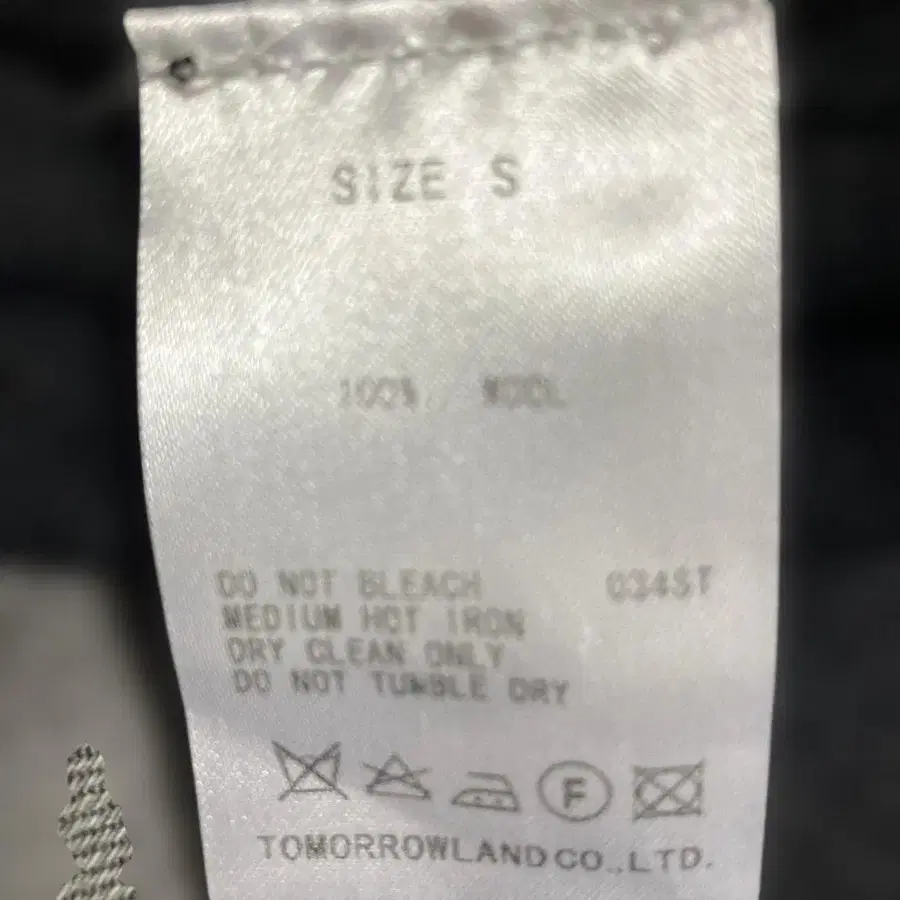 SIZE S
100% WOOL
DO NOT BLEACH 034ST
MEDIUM HOT IRON
DRY CLEAN ONLY
DO NOT TUMBLE DRY
F
TOMORROWLAND CO.,LTD.